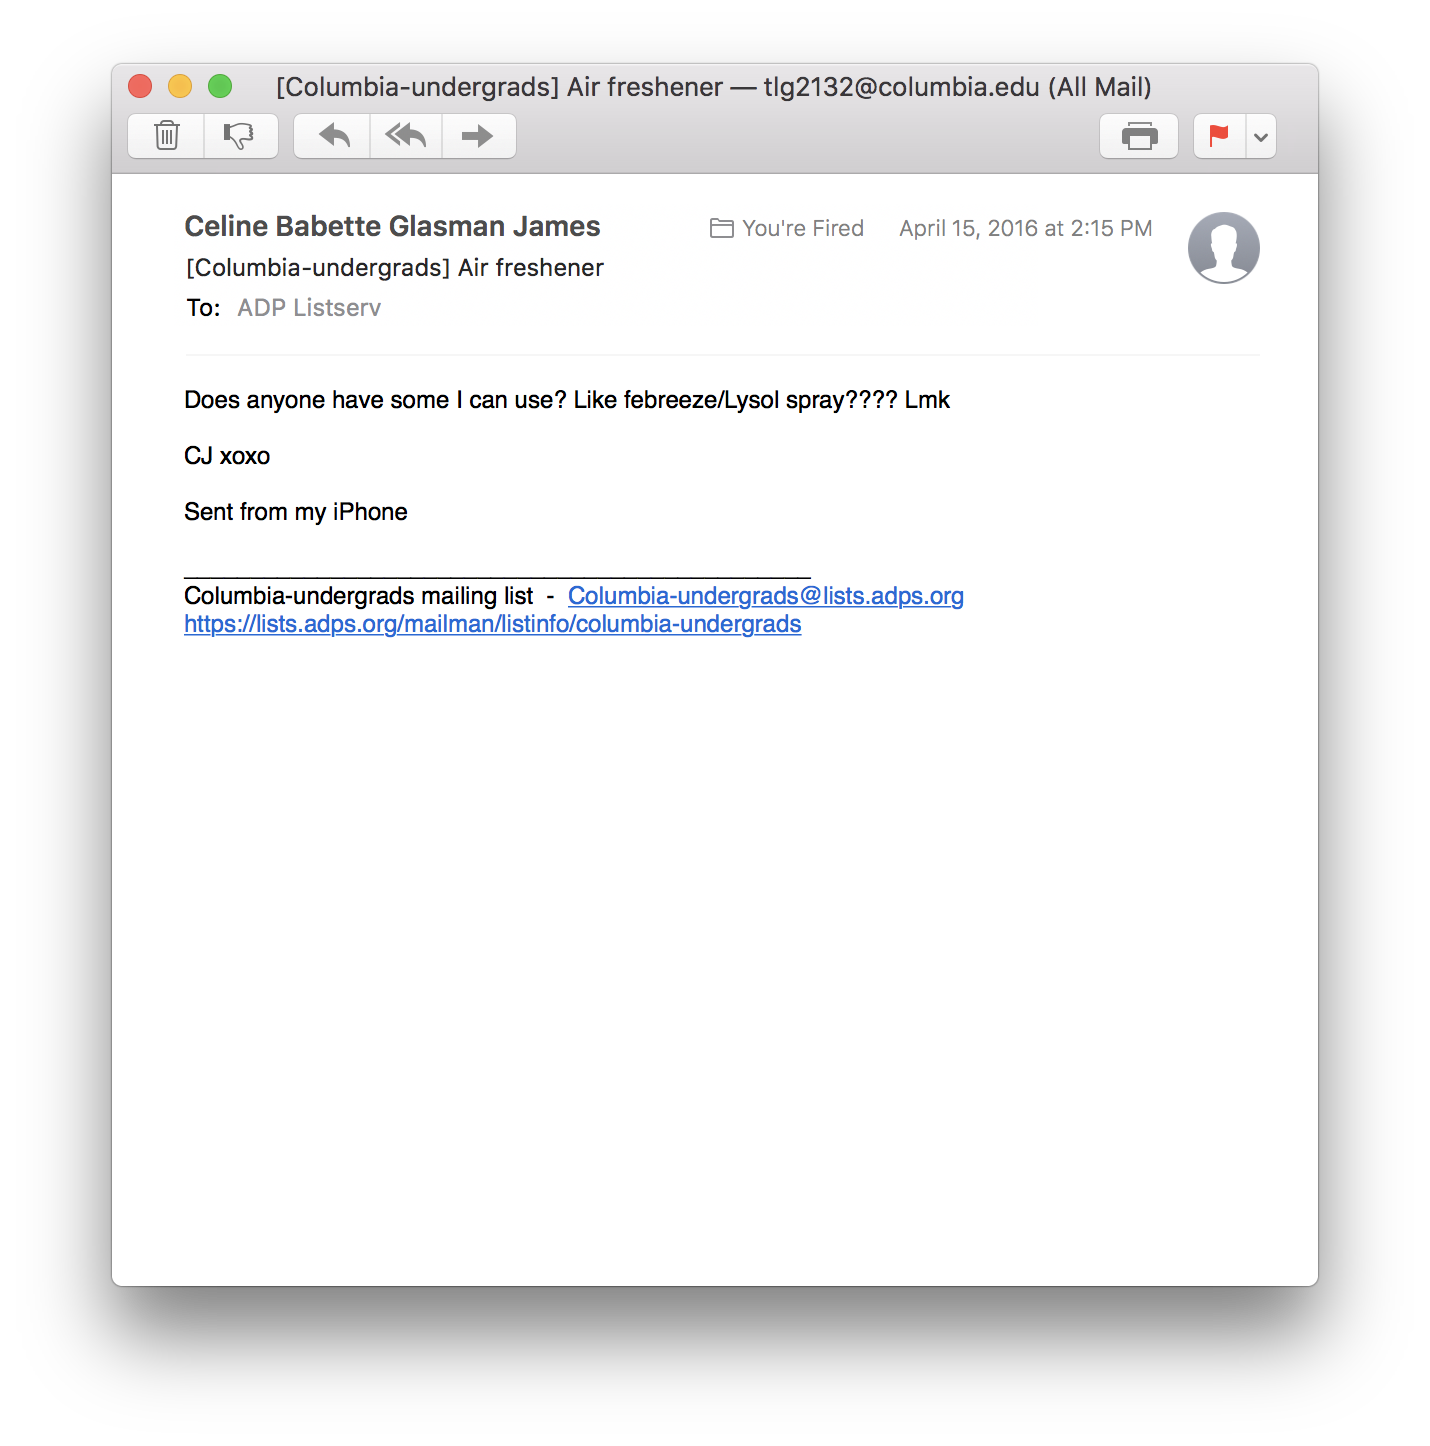 [Columbia-undergrads] Air freshener — tlg2132@columbia.edu (All Mail)
Celine Babette Glasman James
You're Fired
April 15, 2016 at 2:15 PM
[Columbia-undergrads] Air freshener
To: ADP Listserv
Does anyone have some I can use? Like febreeze/Lysol spray???? Lmk
CJ xoxo
Sent from my iPhone
_______________________________________________
Columbia-undergrads mailing list - Columbia-undergrads@lists.adps.org
https://lists.adps.org/mailman/listinfo/columbia-undergrads